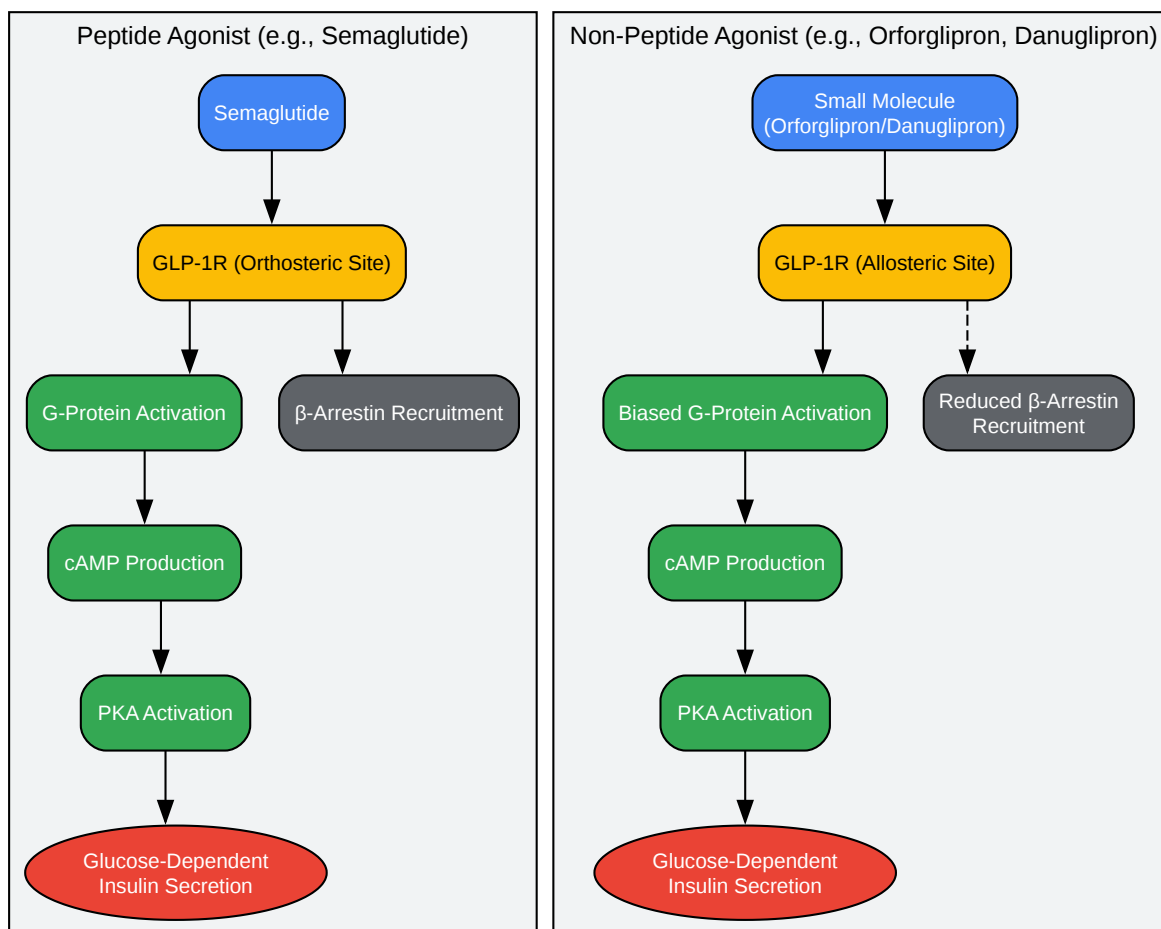 Peptide Agonist (e.g., Semaglutide)
Semaglutide
GLP-1R (Orthosteric Site)
G-Protein Activation
β-Arrestin Recruitment
cAMP Production
PKA Activation
Glucose-Dependent
Insulin Secretion
Non-Peptide Agonist (e.g., Orforglipron, Danuglipron)
Small Molecule
(Orforglipron/Danuglipron)
GLP-1R (Allosteric Site)
Biased G-Protein Activation
Reduced β-Arrestin
Recruitment
cAMP Production
PKA Activation
Glucose-Dependent
Insulin Secretion